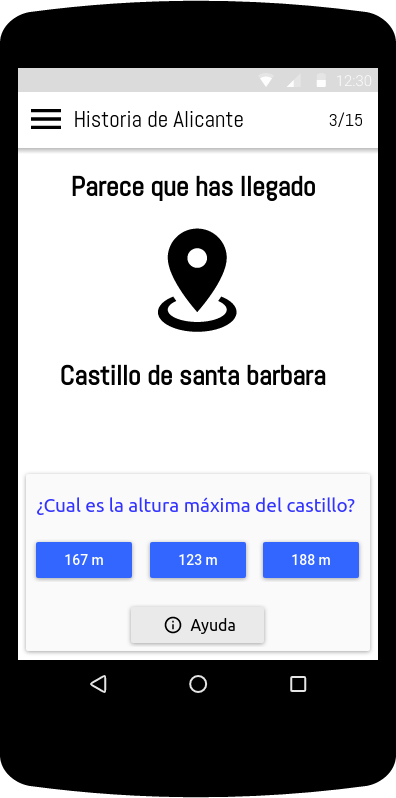 12:30
Historia de Alicante 3/15
Parece que has llegado
Castillo de santa barbara
¿Cual es la altura máxima del castillo?
167 m 123 m 188 m
Ayuda